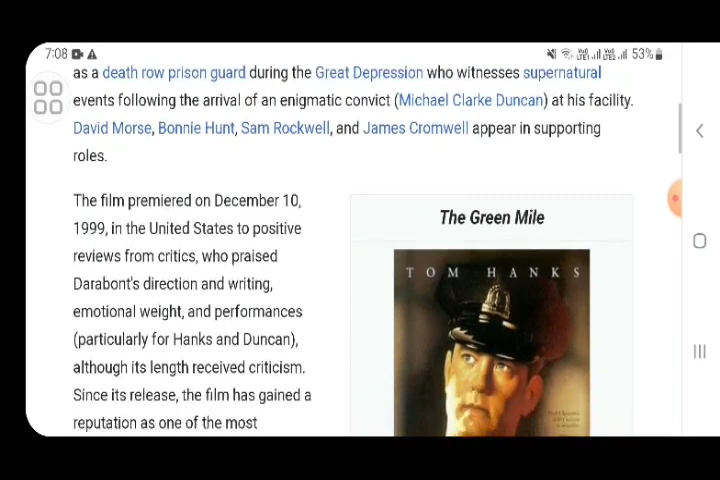 7:08
53%
as a death row prison guard during the Great Depression who witnesses supernatural
events following the arrival of an enigmatic convict (Michael Clarke Duncan) at his facility.
David Morse, Bonnie Hunt, Sam Rockwell, and James Cromwell appear in supporting
roles.
The film premiered on December 10,
1999, in the United States to positive
reviews from critics, who praised
Darabont's direction and writing,
emotional weight, and performances
(particularly for Hanks and Duncan),
although its length received criticism.
Since its release, the film has gained a
reputation as one of the most
The Green Mile
TOM HANKS